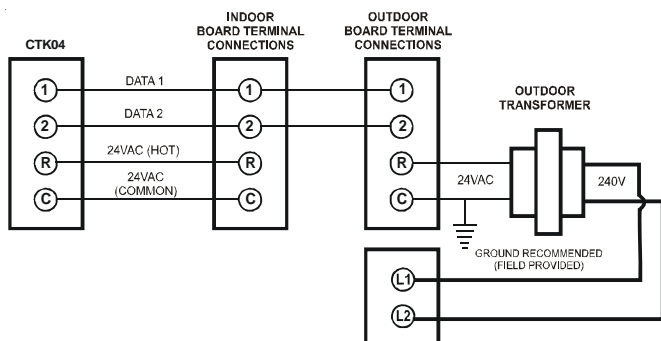 INDOOR
BOARD TERMINAL
CONNECTIONS
OUTDOOR
BOARD TERMINAL
CONNECTIONS
CTK04
1
DATA 1
1
1
OUTDOOR
TRANSFORMER
2
DATA 2
2
2
R
24VAC (HOT)
R
R
24VAC
(COMMON)
24VAC
240V
C
C
C
GROUND RECOMMENDED
(FIELD PROVIDED)
L1
L2